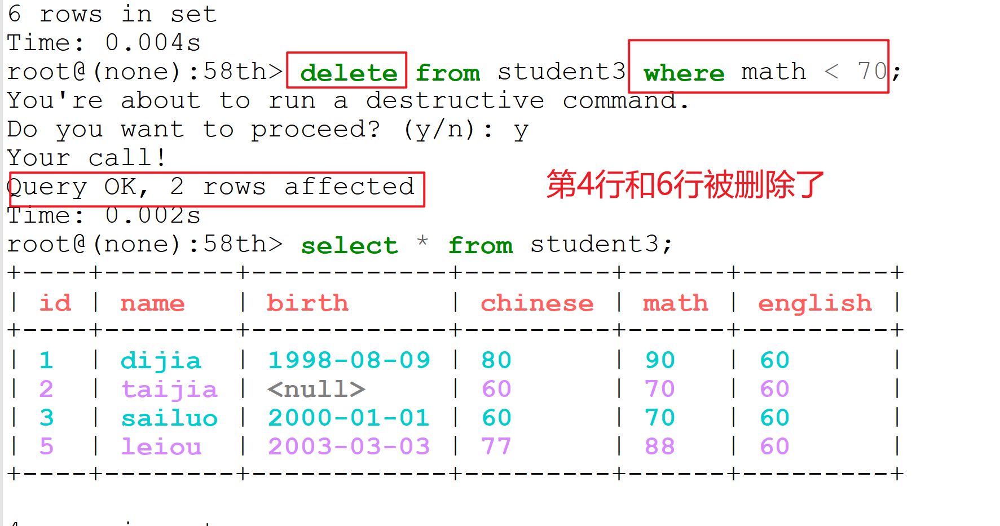 6 rows in set
Time: 0.004s
root@(none):58th> delete from student3 where math < 70;
You're about to run a destructive command.
Do you want to proceed? (y/n): y
Your call!
Query OK, 2 rows affected
第4行和6行被删除了
Time: 0.002s
root@(none):58th> select * from student3;
+----+--------+------------+---------+------+---------+
| id | name   | birth      | chinese | math | english |
+----+--------+------------+---------+------+---------+
| 1  | dijia  | 1998-08-09 | 80      | 90   | 60      |
| 2  | taijia | <null>     | 60      | 70   | 60      |
| 3  | sailuo | 2000-01-01 | 60      | 70   | 60      |
| 5  | leiou  | 2003-03-03 | 77      | 88   | 60      |
+----+--------+------------+---------+------+---------+